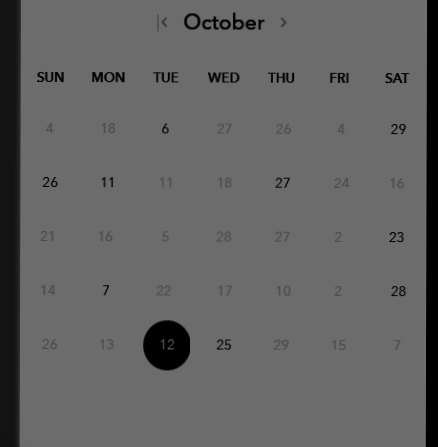 |‹ October ›
SUN MON TUE WED THU FRI SAT
4 18 6 27 26 4 29
26 11 11 18 27 24 16
21 16 5 28 27 2 23
14 7 22 17 10 2 28
26 13 12 25 29 15 7